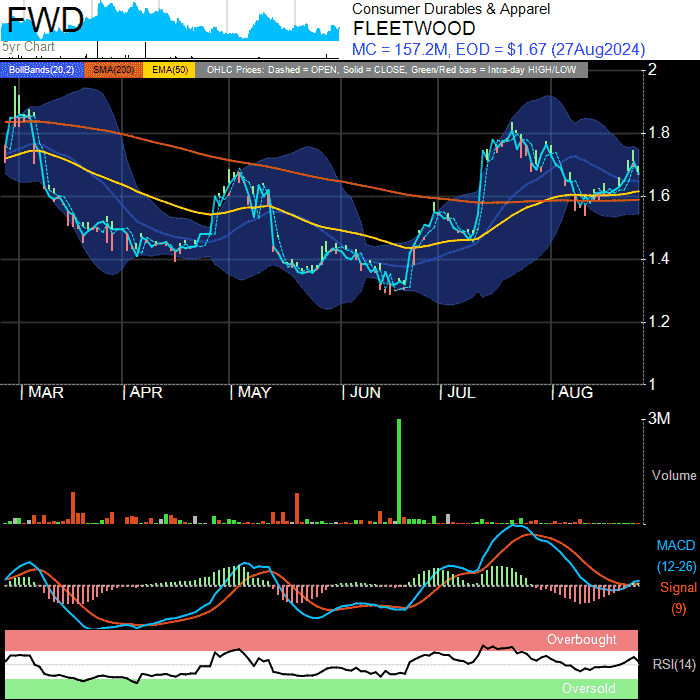 FWD
5yr Chart
Consumer Durables & Apparel
FLEETWOOD
MC = 157.2M, EOD = $1.67 (27Aug2024)
BollBands(20,2) SMA(200) EMA(50) OHLC Prices: Dashed = OPEN, Solid = CLOSE, Green/Red bars = Intra-day HIGH/LOW
2
1.8
1.6
1.4
1.2
1
MAR APR MAY JUN JUL AUG
3M
Volume
MACD
(12-26)
Signal
(9)
Overbought
RSI(14)
Oversold